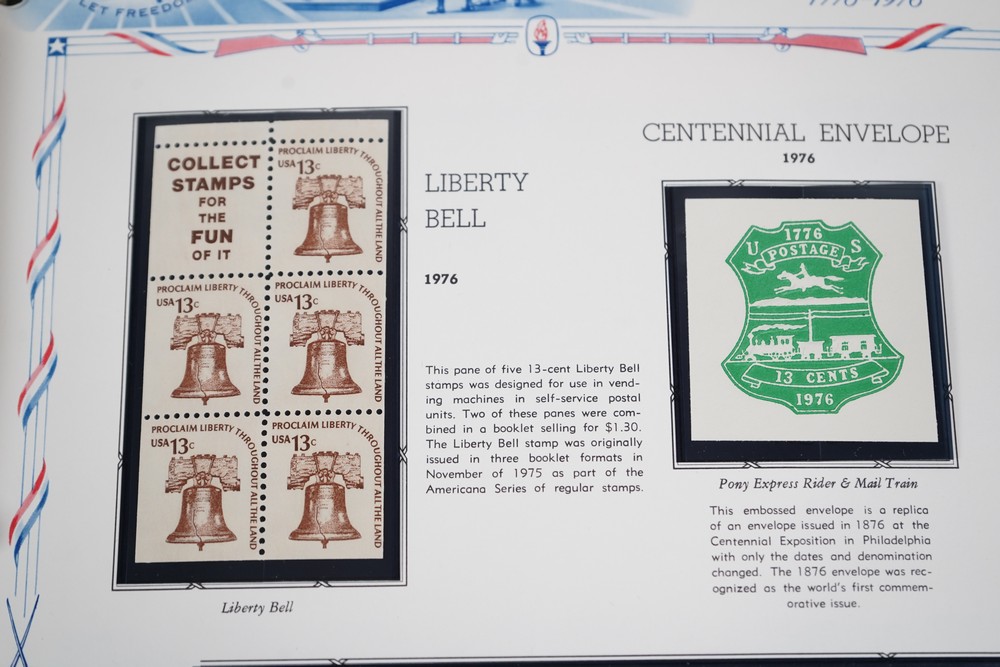 LET FREEDO
1776-1976
COLLECT
STAMPS
FOR
THE
FUN
OF IT
PROCLAIM LIBERTY THROUGHOUT ALL THE LAND
USA 13c
PROCLAIM LIBERTY THROUGHOUT ALL THE LAND
USA 13c
PROCLAIM LIBERTY THROUGHOUT ALL THE LAND
USA 13c
PROCLAIM LIBERTY THROUGHOUT ALL THE LAND
USA 13c
PROCLAIM LIBERTY THROUGHOUT ALL THE LAND
USA 13c
Liberty Bell
LIBERTY
BELL
1976
This pane of five 13-cent Liberty Bell
stamps was designed for use in vend-
ing machines in self-service postal
units. Two of these panes were com-
bined in a booklet selling for $1.30.
The Liberty Bell stamp was originally
issued in three booklet formats in
November of 1975 as part of the
Americana Series of regular stamps.
CENTENNIAL ENVELOPE
1976
1776
U POSTAGE S
13 CENTS
1976
Pony Express Rider & Mail Train
This embossed envelope is a replica
of an envelope issued in 1876 at the
Centennial Exposition in Philadelphia
with only the dates and denomination
changed. The 1876 envelope was rec-
ognized as the world's first commem-
orative issue.